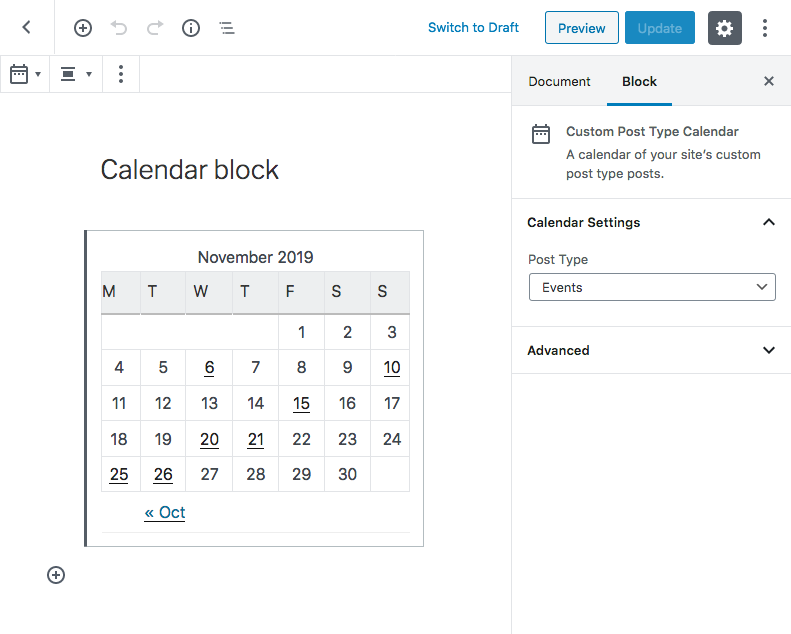 Switch to Draft Preview Update
Document Block
Custom Post Type Calendar
A calendar of your site's custom
post type posts.
Calendar block
Calendar Settings
November 2019
Post Type
M T W T F S S
Events
1 2 3
Advanced
4 5 6 7 8 9 10
11 12 13 14 15 16 17
18 19 20 21 22 23 24
25 26 27 28 29 30
« Oct